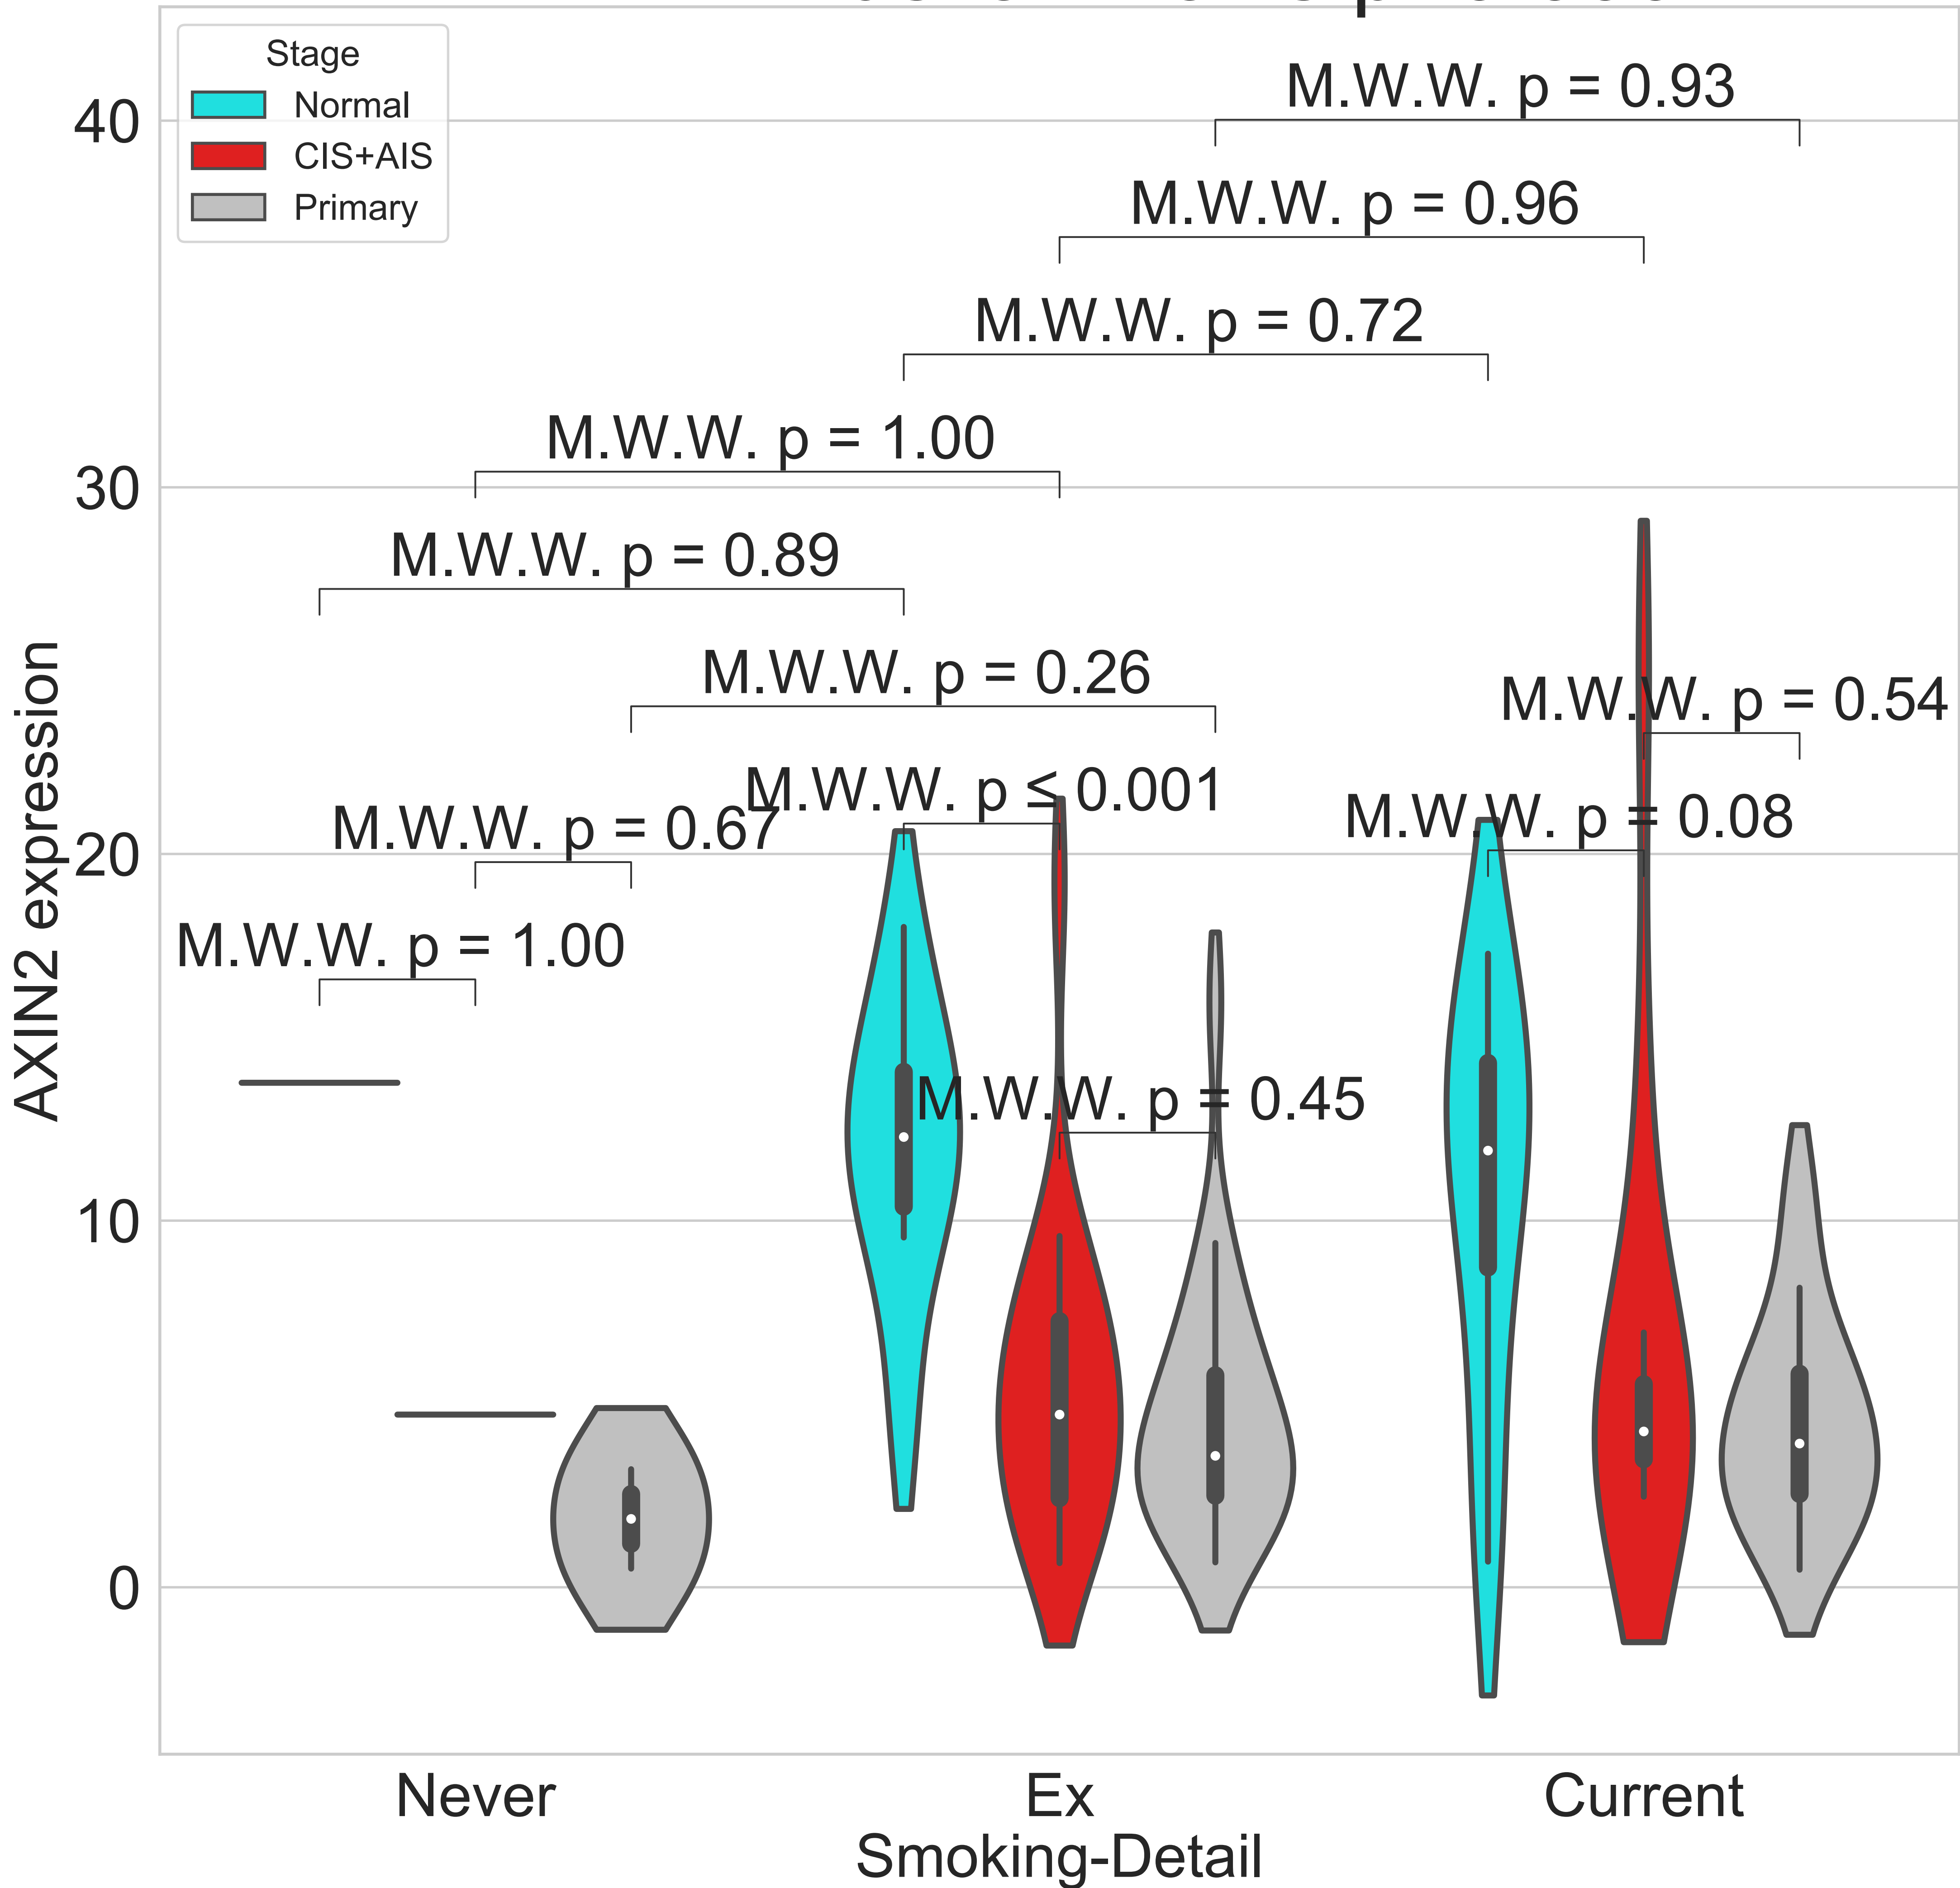 Stage
Normal
CIS+AIS
Primary
M.W.W. p = 0.93
M.W.W. p = 0.96
M.W.W. p = 0.72
M.W.W. p = 1.00
M.W.W. p = 0.89
M.W.W. p = 0.26
M.W.W. p = 0.54
M.W.W. p ≤ 0.001
M.W.W. p = 0.67
M.W.W. p = 0.08
M.W.W. p = 1.00
M.W.W. p = 0.45
40
30
20
10
0
AXIN2 expression
Never
Ex
Current
Smoking-Detail